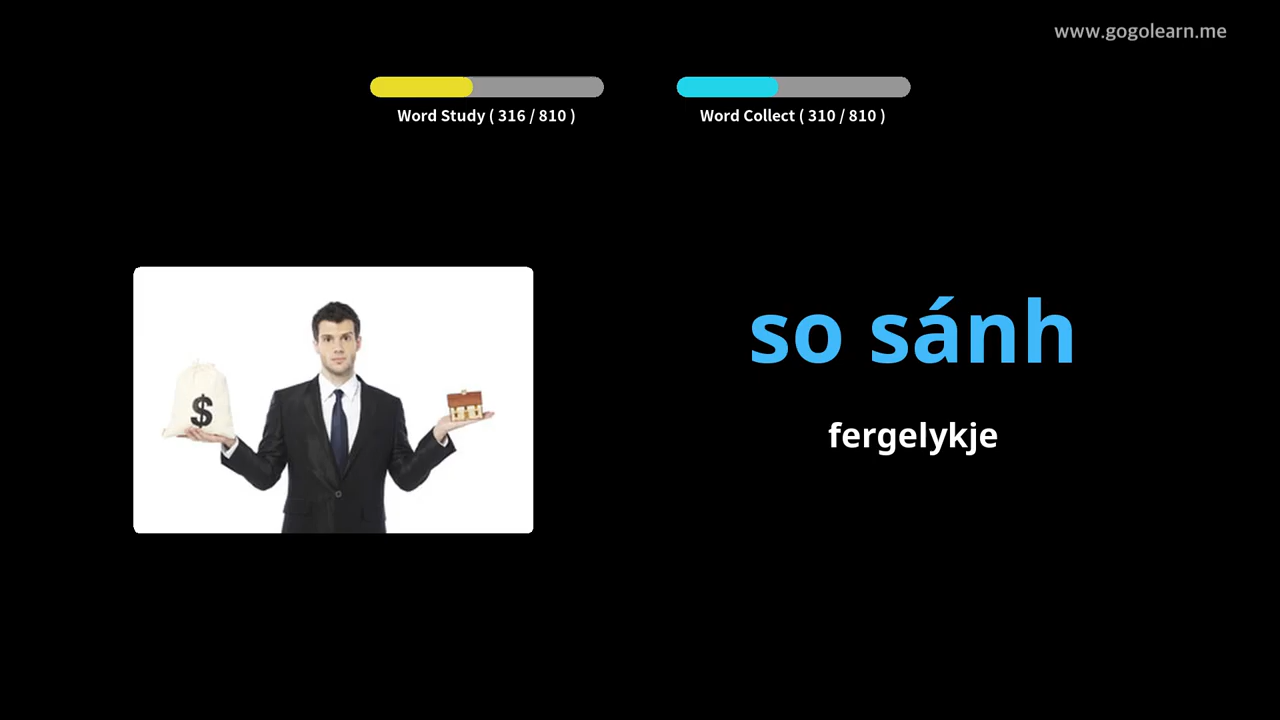 www.gogolearn.me
Word Study ( 316 / 810 )
Word Collect ( 310 / 810 )
$
so sánh
fergelykje